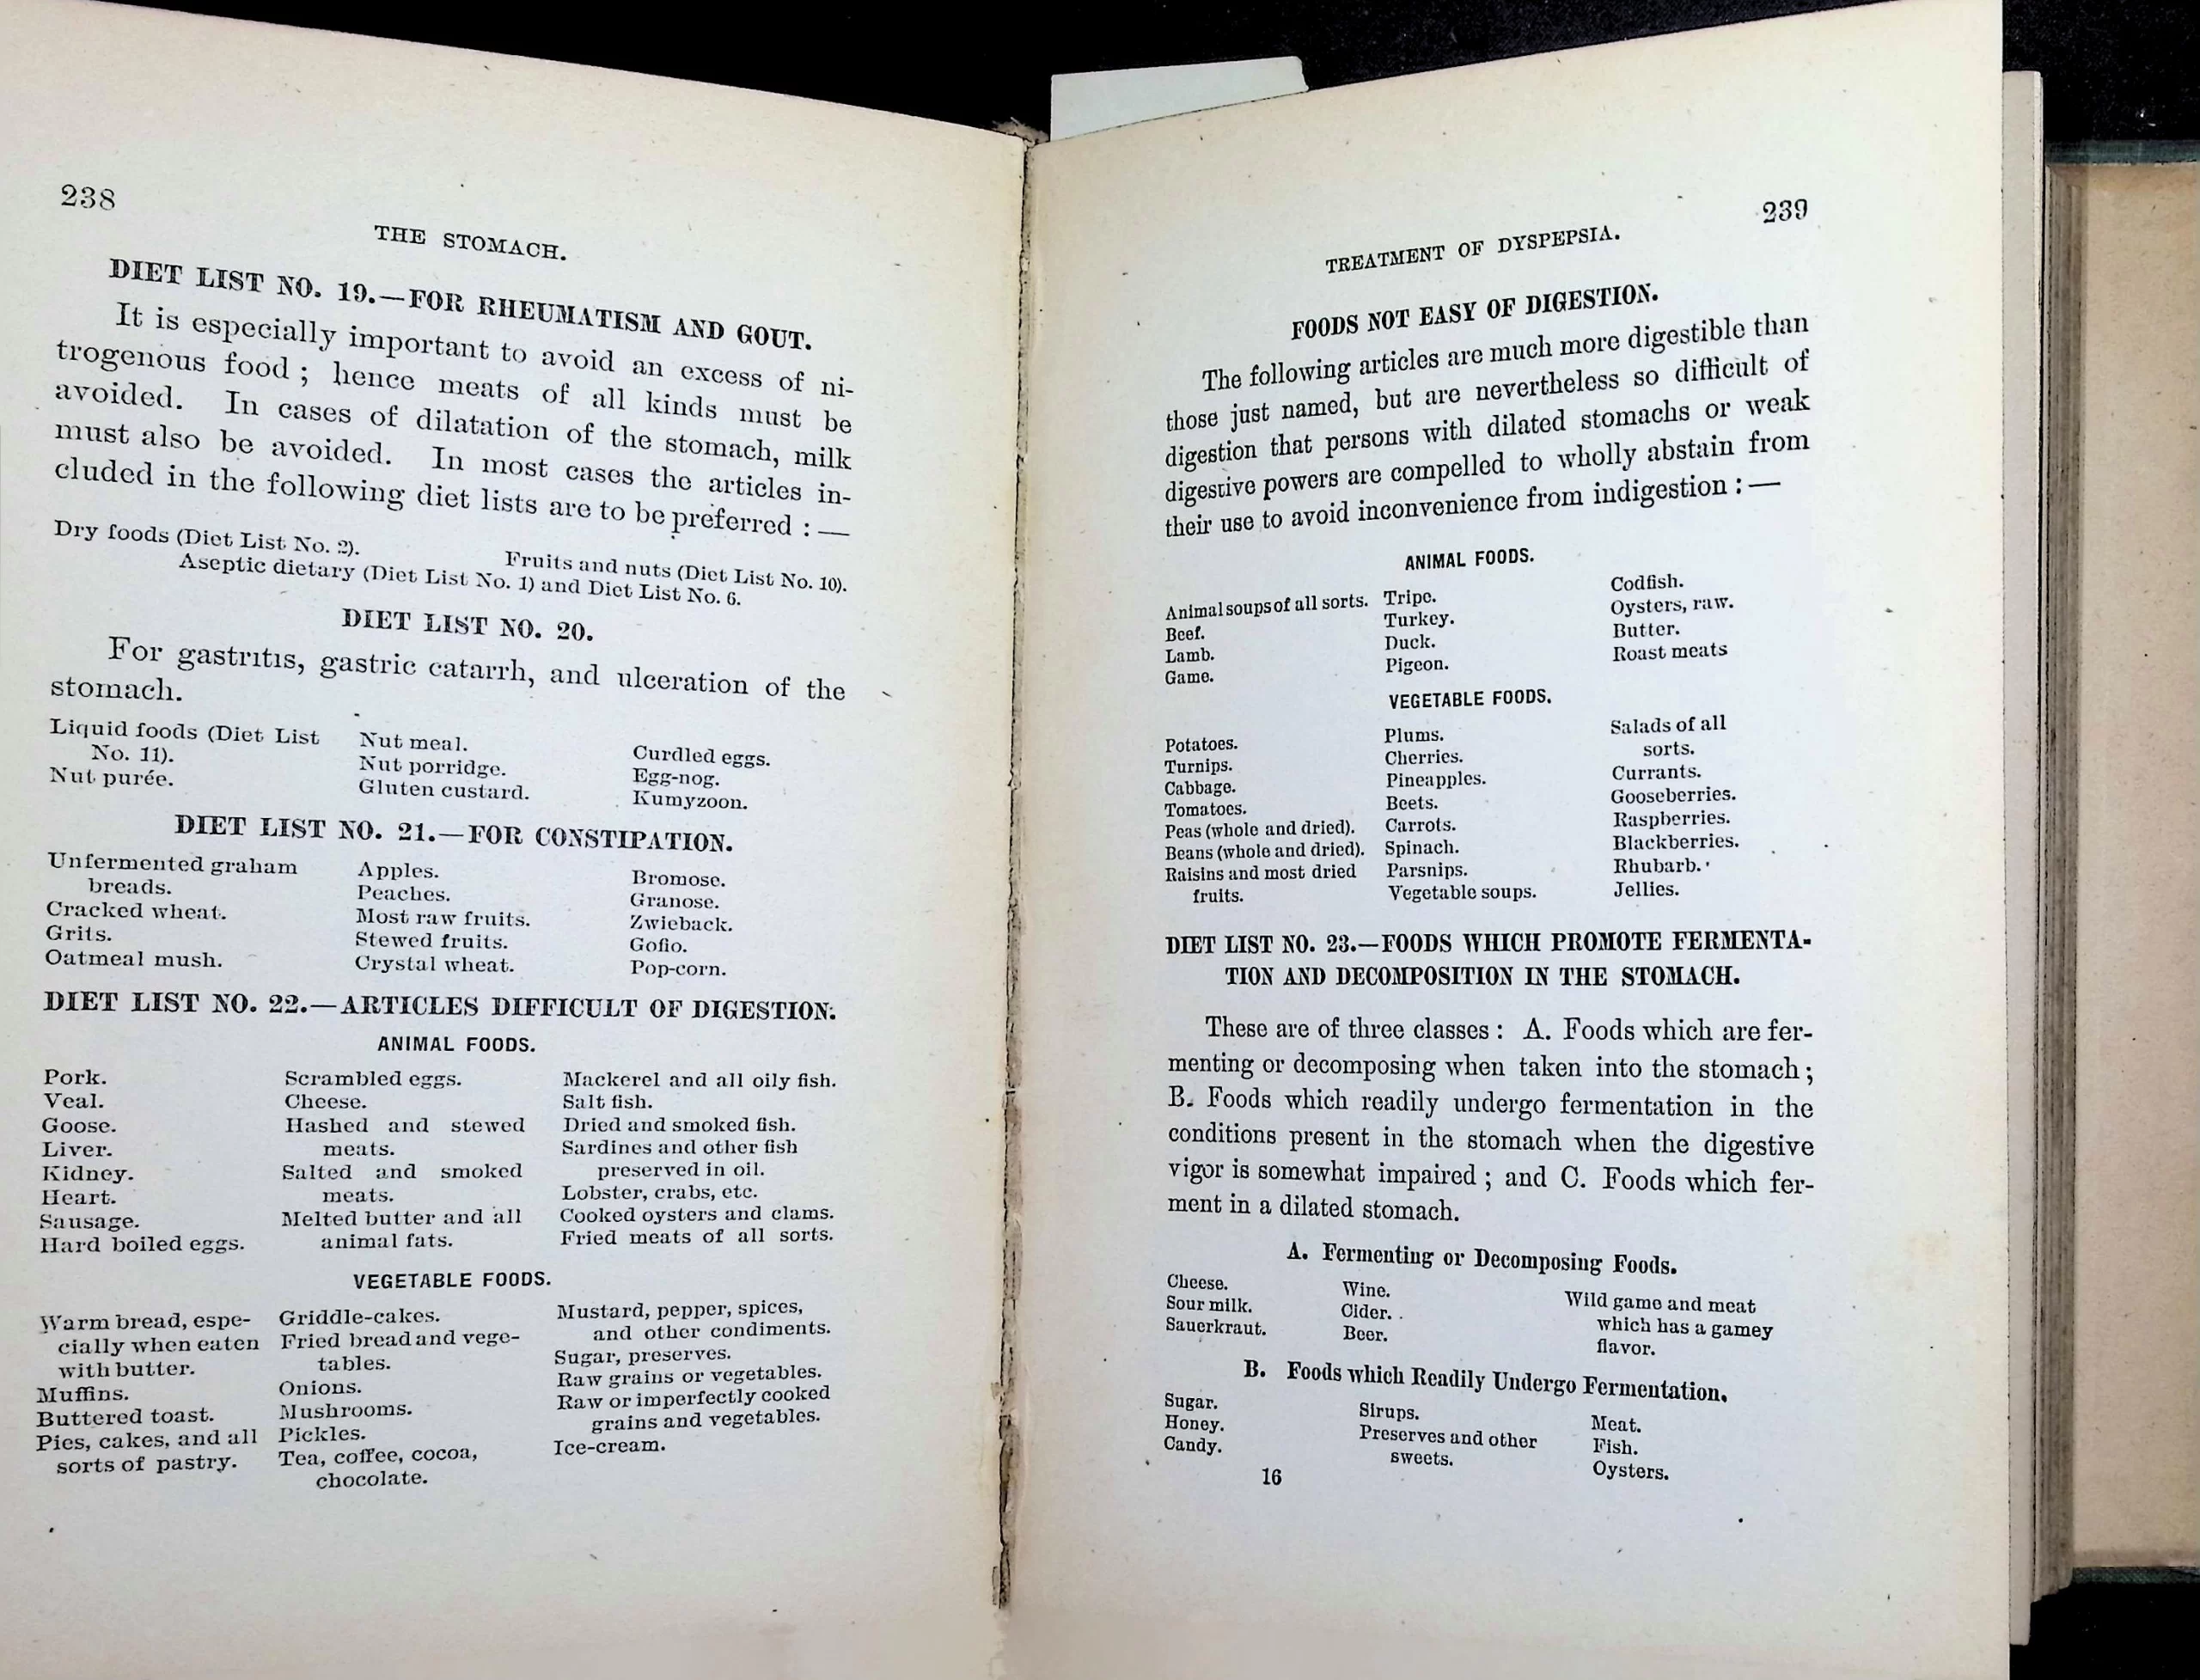 238
THE STOMACH.
DIET LIST NO. 19.—FOR RHEUMATISM AND GOUT.
It is especially important to avoid an excess of ni-
trogenous food ; hence meats of all kinds must be
avoided. In cases of dilatation of the stomach, milk
must also be avoided. In most cases the articles in-
cluded in the following diet lists are to be preferred : —
Dry foods (Diet List No. 2).
Fruits and nuts (Diet List No. 10).
Aseptic dietary (Diet List No. 1) and Diet List No. 6.
DIET LIST NO. 20.
For gastritis, gastric catarrh, and ulceration of the
stomach.
Liquid foods (Diet List
No. 11).
Nut purée.
Nut meal.
Nut porridge.
Gluten custard.
Curdled eggs.
Egg-nog.
Kumyzoon.
DIET LIST NO. 21.—FOR CONSTIPATION.
Unfermented graham
breads.
Cracked wheat.
Grits.
Oatmeal mush.
Apples.
Peaches.
Most raw fruits.
Stewed fruits.
Crystal wheat.
Bromose.
Granose.
Zwieback.
Gofio.
Pop-corn.
DIET LIST NO. 22.—ARTICLES DIFFICULT OF DIGESTION.
ANIMAL FOODS.
Pork.
Veal.
Goose.
Liver.
Kidney.
Heart.
Sausage.
Hard boiled eggs.
Scrambled eggs.
Cheese.
Hashed and stewed
meats.
Salted and smoked
meats.
Melted butter and all
animal fats.
Mackerel and all oily fish.
Salt fish.
Dried and smoked fish.
Sardines and other fish
preserved in oil.
Lobster, crabs, etc.
Cooked oysters and clams.
Fried meats of all sorts.
VEGETABLE FOODS.
Warm bread, espe-
cially when eaten
with butter.
Muffins.
Buttered toast.
Pies, cakes, and all
sorts of pastry.
Griddle-cakes.
Fried bread and vege-
tables.
Onions.
Mushrooms.
Pickles.
Tea, coffee, cocoa,
chocolate.
Mustard, pepper, spices,
and other condiments.
Sugar, preserves.
Raw grains or vegetables.
Raw or imperfectly cooked
grains and vegetables.
Ice-cream.
239
TREATMENT OF DYSPEPSIA.
FOODS NOT EASY OF DIGESTION.
The following articles are much more digestible than
those just named, but are nevertheless so difficult of
digestion that persons with dilated stomachs or weak
digestive powers are compelled to wholly abstain from
their use to avoid inconvenience from indigestion : —
ANIMAL FOODS.
Animal soups of all sorts.
Beef.
Lamb.
Game.
Tripe.
Turkey.
Duck.
Pigeon.
Codfish.
Oysters, raw.
Butter.
Roast meats
VEGETABLE FOODS.
Potatoes.
Turnips.
Cabbage.
Tomatoes.
Peas (whole and dried).
Beans (whole and dried).
Raisins and most dried
fruits.
Plums.
Cherries.
Pineapples.
Beets.
Carrots.
Spinach.
Parsnips.
Vegetable soups.
Salads of all
sorts.
Currants.
Gooseberries.
Raspberries.
Blackberries.
Rhubarb.
Jellies.
DIET LIST NO. 23.—FOODS WHICH PROMOTE FERMENTA-
TION AND DECOMPOSITION IN THE STOMACH.
These are of three classes : A. Foods which are fer-
menting or decomposing when taken into the stomach ;
B. Foods which readily undergo fermentation in the
conditions present in the stomach when the digestive
vigor is somewhat impaired ; and C. Foods which fer-
ment in a dilated stomach.
A. Fermenting or Decomposing Foods.
Cheese.
Sour milk.
Sauerkraut.
Wine.
Cider.
Beer.
Wild game and meat
which has a gamey
flavor.
B. Foods which Readily Undergo Fermentation.
Sugar.
Honey.
Candy.
Sirups.
Preserves and other
sweets.
Meat.
Fish.
Oysters.
16